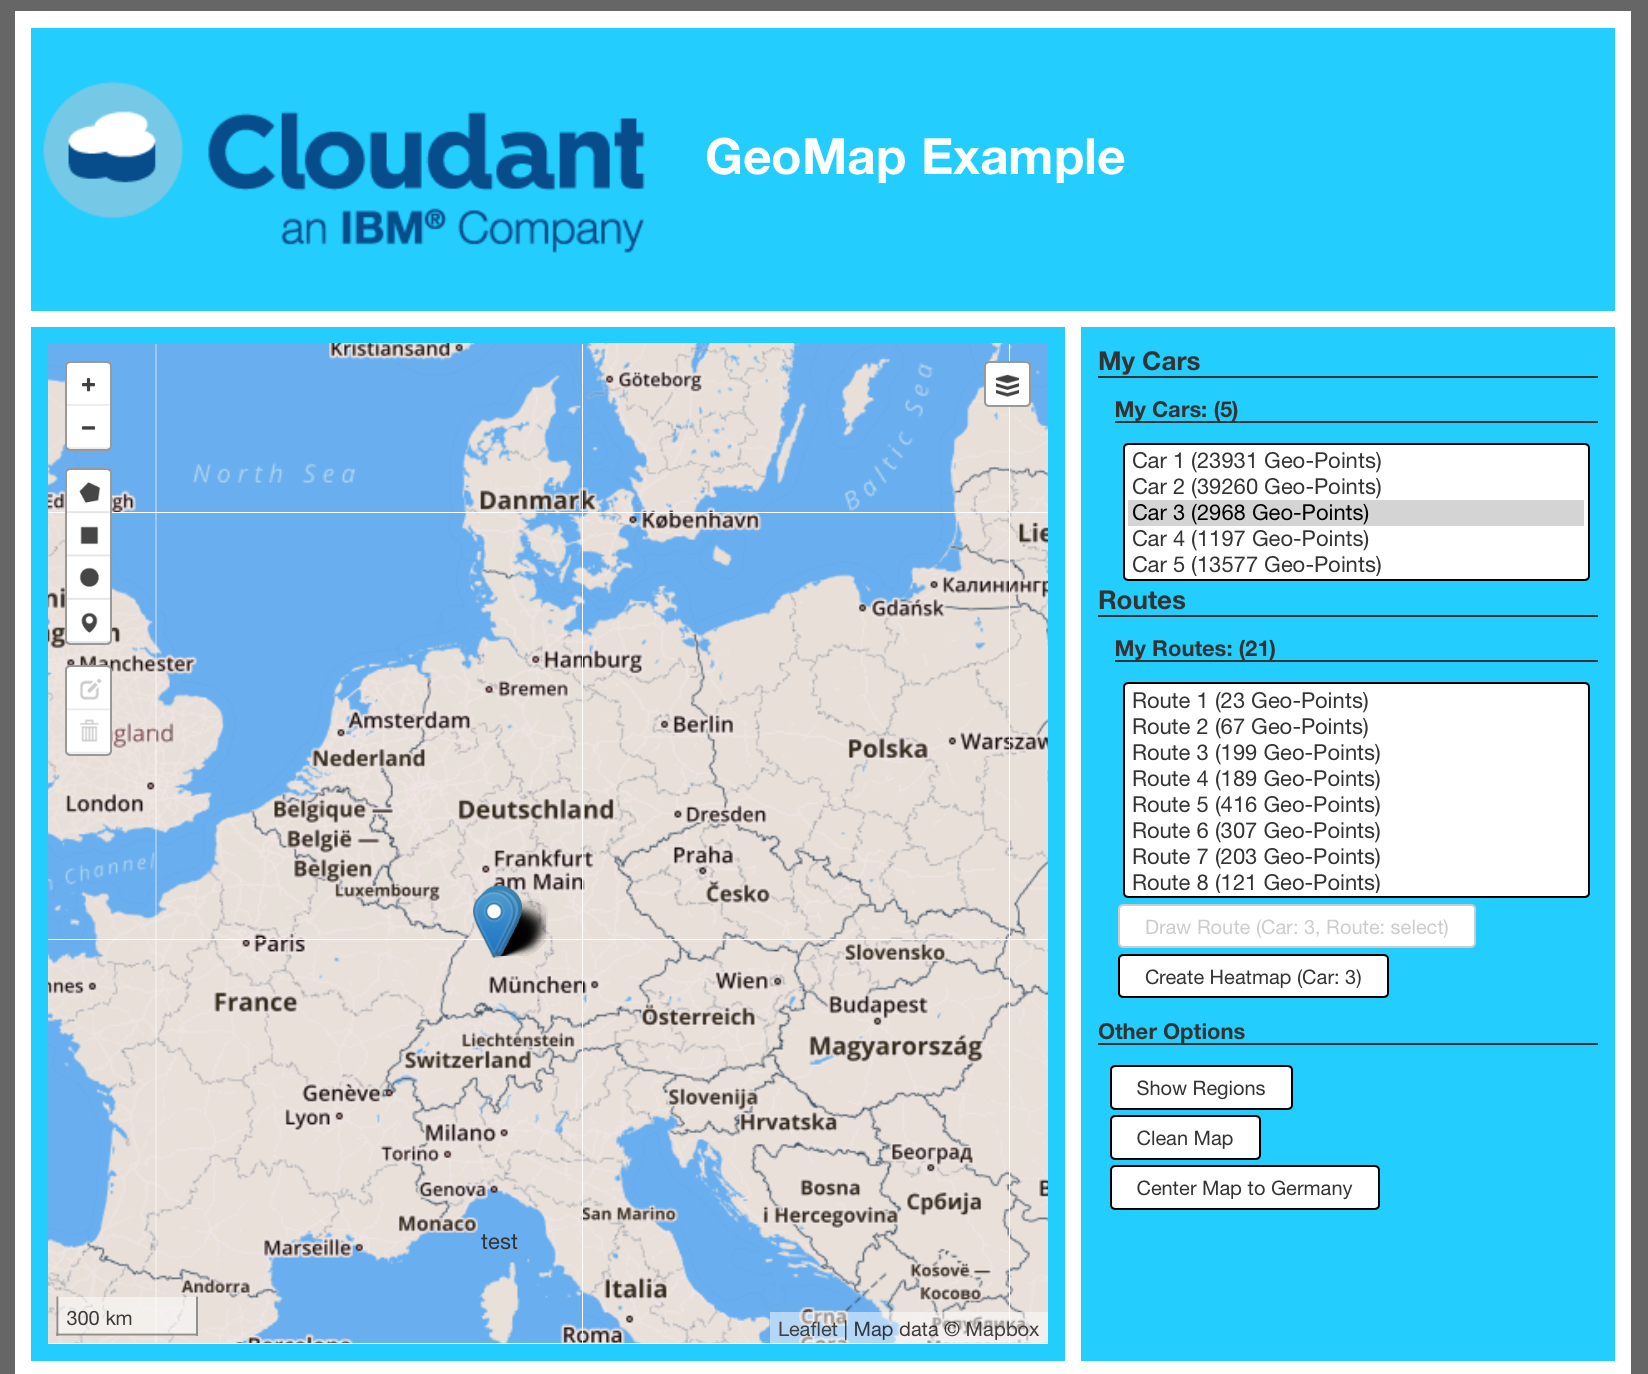 Cloudant
an IBM® Company
GeoMap Example
Kristiansand
Göteborg
North Sea
Baltic Sea
Danmark
København
Gdańsk
Manchester
Hamburg
Bremen
Amsterdam
Berlin
Nederland
Polska
London
Belgique —
België —
Belgien
Deutschland
Dresden
Channel
Frankfurt
am Main
Praha
Luxembourg
Česko
Paris
Slovensko
München
Wien
France
Budapest
Österreich
Liechtenstein
Switzerland
Magyarország
Genève
Lyon
Slovenija
Hrvatska
Milano
Torino
Београд
Genova
Bosna
i Hercegovina
Србија
San Marino
Monaco
test
Marseille
Andorra
Kosovë —
Косово
Italia
300 km
Roma
Leaflet | Map data © Mapbox
My Cars
My Cars: (5)
Car 1 (23931 Geo-Points)
Car 2 (39260 Geo-Points)
Car 3 (2968 Geo-Points)
Car 4 (1197 Geo-Points)
Car 5 (13577 Geo-Points)
Routes
My Routes: (21)
Route 1 (23 Geo-Points)
Route 2 (67 Geo-Points)
Route 3 (199 Geo-Points)
Route 4 (189 Geo-Points)
Route 5 (416 Geo-Points)
Route 6 (307 Geo-Points)
Route 7 (203 Geo-Points)
Route 8 (121 Geo-Points)
Draw Route (Car: 3, Route: select)
Create Heatmap (Car: 3)
Other Options
Show Regions
Clean Map
Center Map to Germany